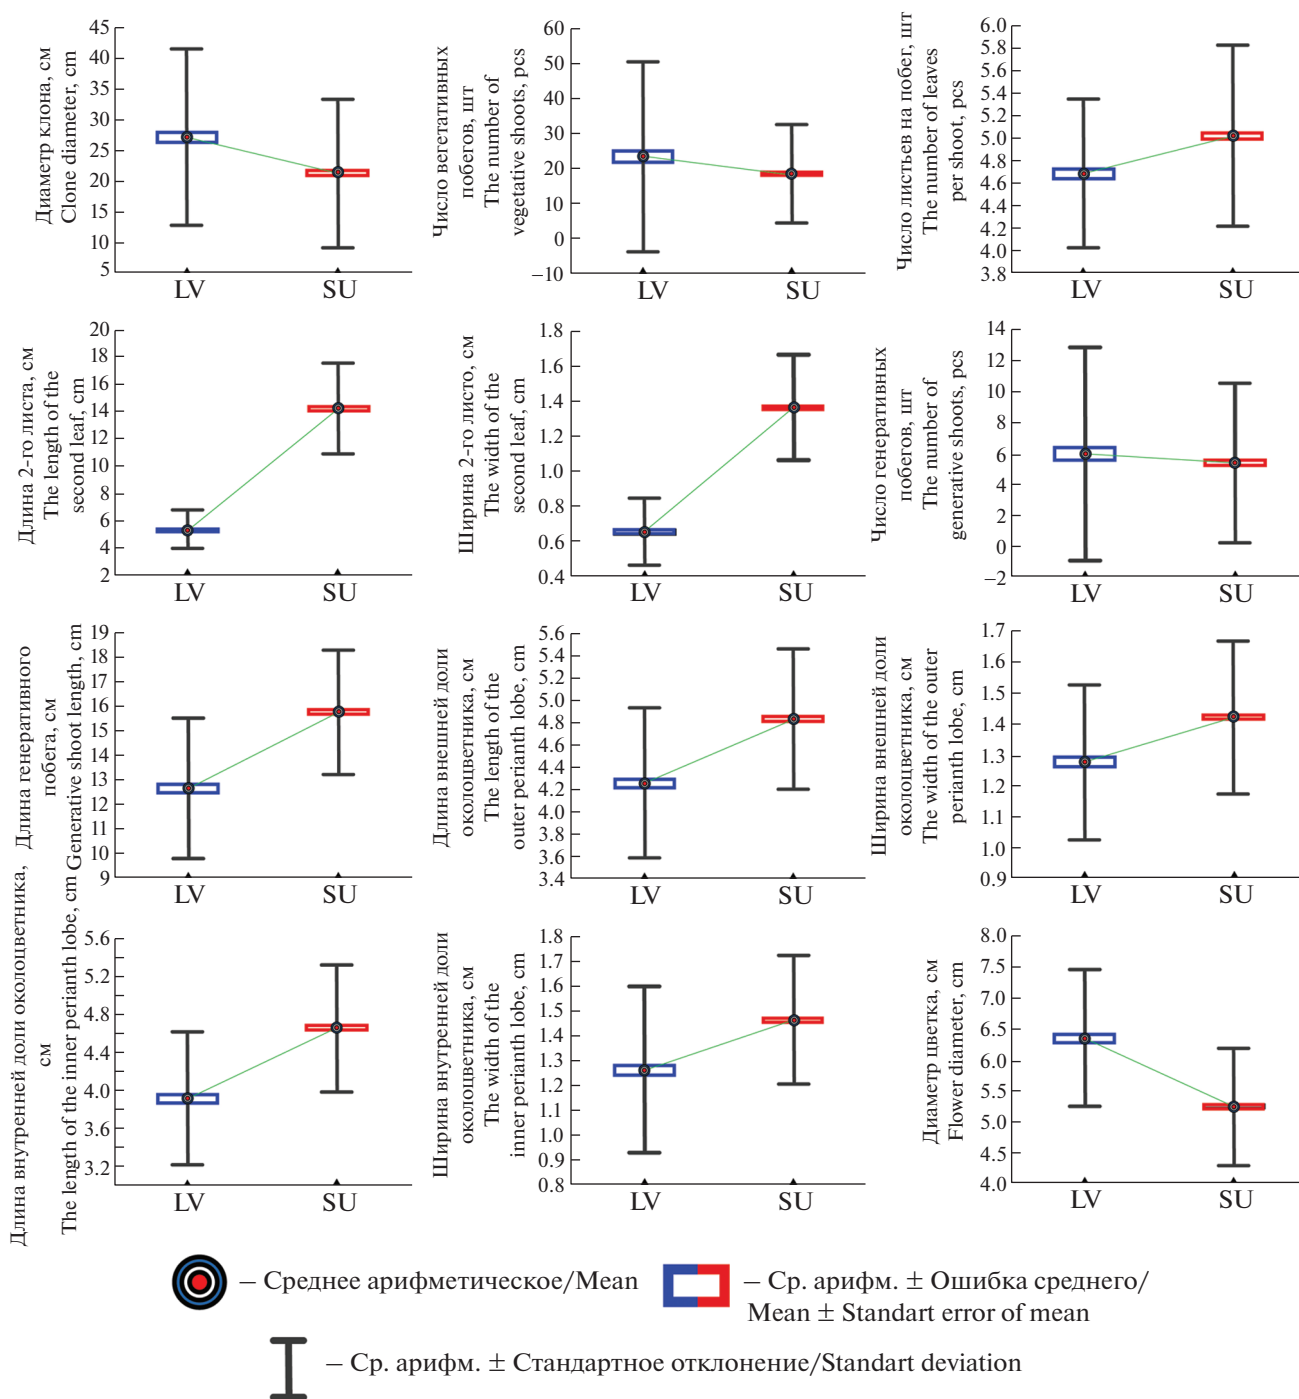 Диаметр клона, см
Clone diameter, cm
45
40
35
30
25
20
15
10
5
LV
SU
Число вегетативных
побегов, шт
The number of
vegetative shoots, pcs
60
50
40
30
20
10
0
–10
LV
SU
Число листьев на побег, шт
The number of leaves
per shoot, pcs
6.0
5.8
5.6
5.4
5.2
5.0
4.8
4.6
4.4
4.2
4.0
3.8
LV
SU
Длина 2-го листа, см
The length of the
second leaf, cm
20
18
16
14
12
10
8
6
4
2
LV
SU
Ширина 2-го листо, см
The width of the
second leaf, cm
1.8
1.6
1.4
1.2
1.0
0.8
0.6
0.4
LV
SU
Число генеративных
побегов, шт
The number of
generative shoots, pcs
14
12
10
8
6
4
2
0
–2
LV
SU
Длина генеративного
побега, см
Generative shoot length, cm
19
18
17
16
15
14
13
12
11
10
9
LV
SU
Длина внешней доли
околоцветника, см
The length of the
outer perianth lobe, cm
5.6
5.4
5.2
5.0
4.8
4.6
4.4
4.2
4.0
3.8
3.6
3.4
LV
SU
Ширина внешней доли
околоцветника, см
The width of the outer
perianth lobe, cm
1.7
1.6
1.5
1.4
1.3
1.2
1.1
1.0
0.9
LV
SU
Длина внутренней доли околоцветника,
см
The length of the inner perianth lobe, cm
5.6
5.2
4.8
4.4
4.0
3.6
3.2
LV
SU
Ширина внутренней доли
околоцветника, см
The width of the
inner perianth lobe, cm
1.8
1.7
1.6
1.5
1.4
1.3
1.2
1.1
1.0
0.9
0.8
LV
SU
Диаметр цветка, см
Flower diameter, cm
8.0
7.5
7.0
6.5
6.0
5.5
5.0
4.5
4.0
LV
SU
– Среднее арифметическое/Mean
– Ср. арифм. ± Ошибка среднего/
Mean ± Standart error of mean
– Ср. арифм. ± Стандартное отклонение/Standart deviation